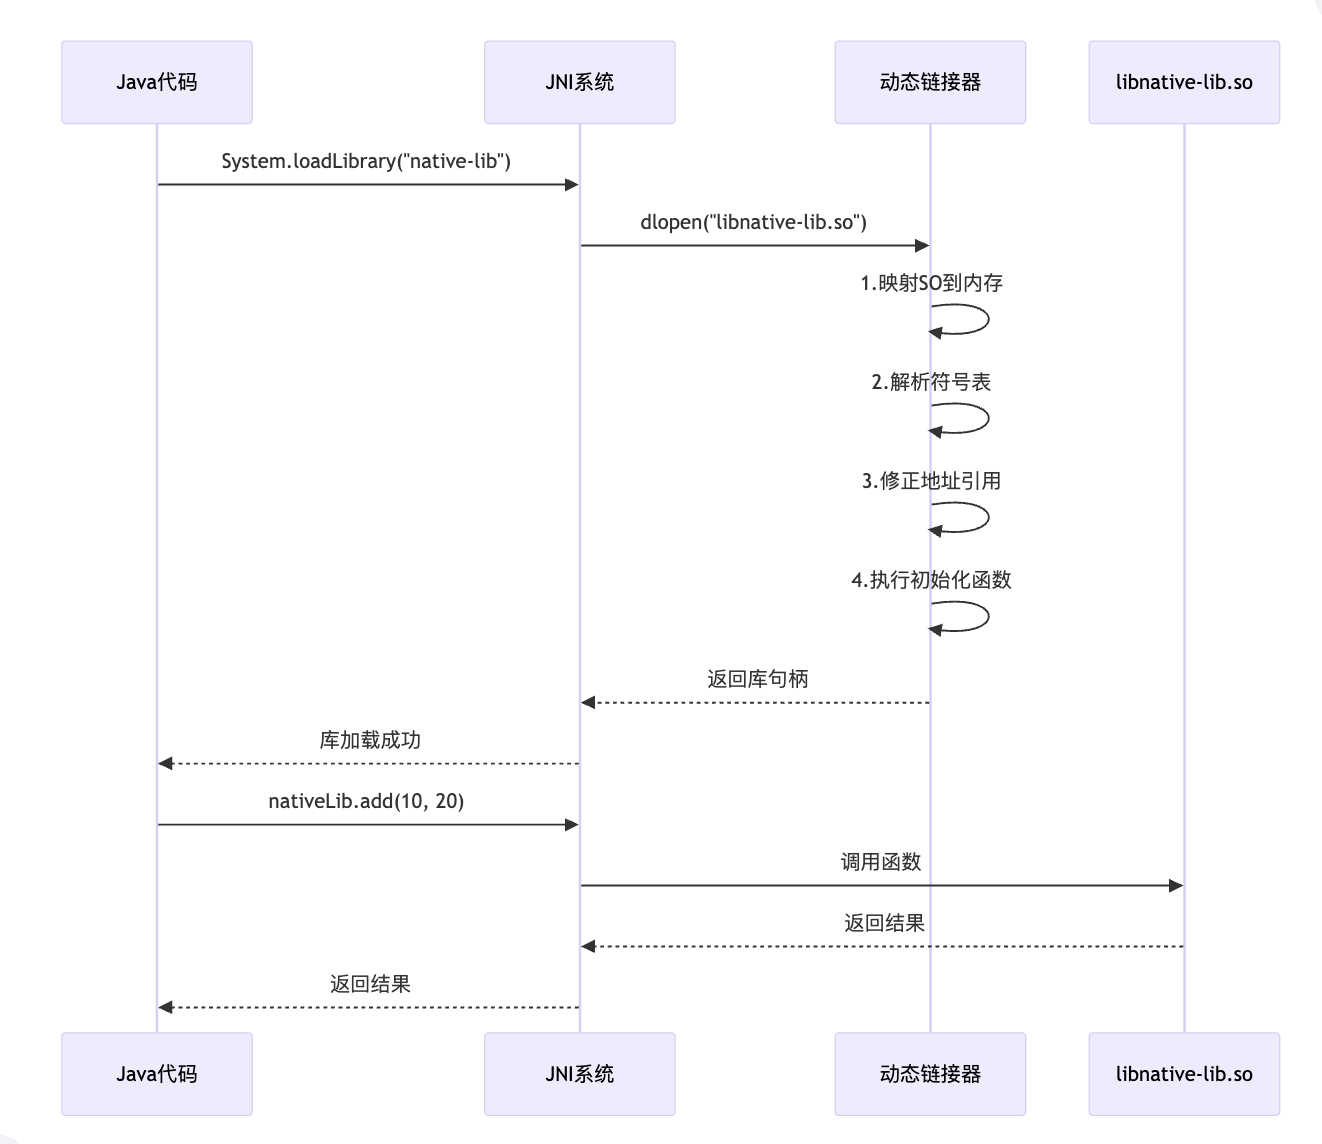 Java代码
JNI系统
动态链接器
libnative-lib.so
System.loadLibrary("native-lib")
dlopen("libnative-lib.so")
1.映射SO到内存
2.解析符号表
3.修正地址引用
4.执行初始化函数
返回库句柄
库加载成功
nativeLib.add(10, 20)
调用函数
返回结果
返回结果
Java代码
JNI系统
动态链接器
libnative-lib.so